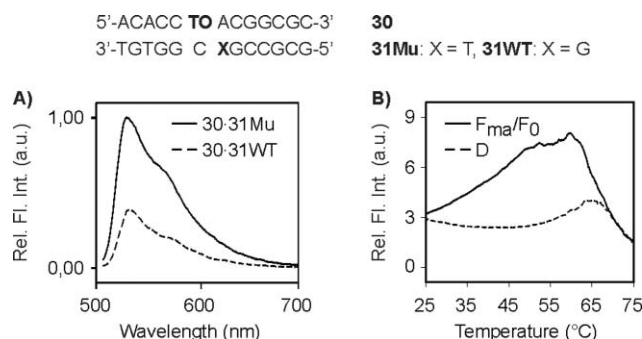 5'-ACACC TO ACGGCGC-3' 30
3'-TGTGG C XGCCGCG-5' 31Mu: X = T, 31WT: X = G
A)
Rel. Fl. Int. (a.u.)
1,00
0,00
30·31Mu
30·31WT
500 600 700
Wavelength (nm)
B)
Rel. Fl. Int. (a.u.)
9
6
3
0
Fma/F0
D
25 35 45 55 65 75
Temperature (°C)